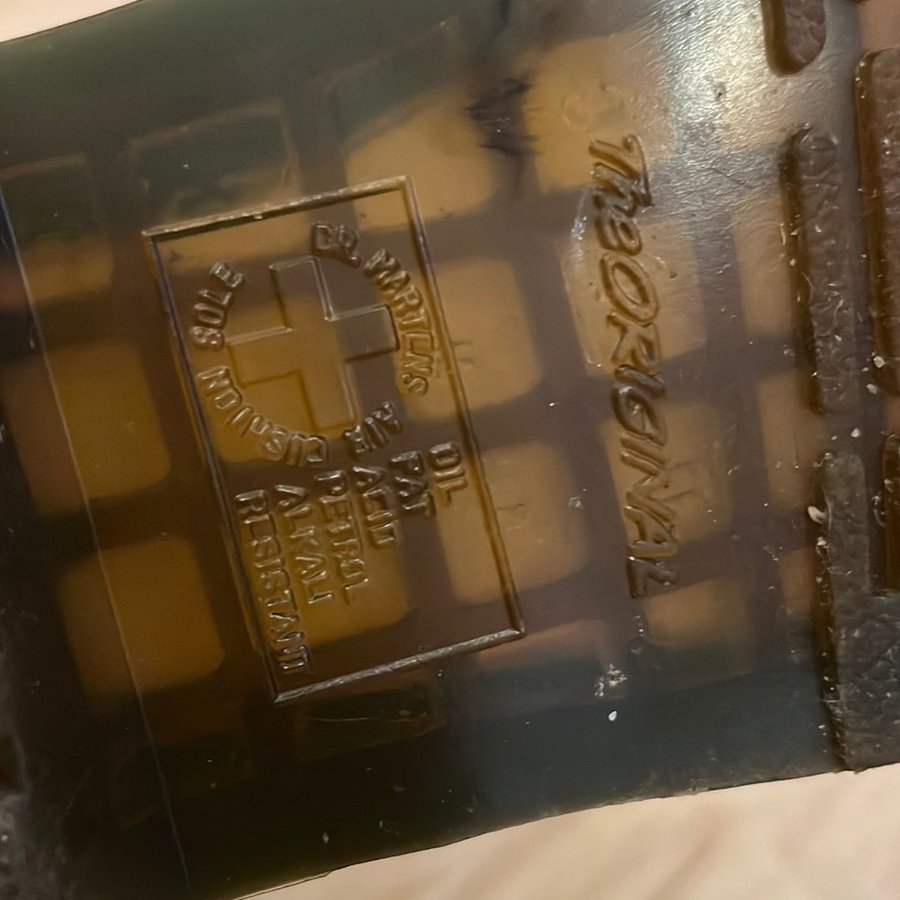 The ORIGINAL
Dr MARTENS AIR CUSHION SOLE
OIL
FAT
ACID
PETROL
ALKALI
RESISTANT